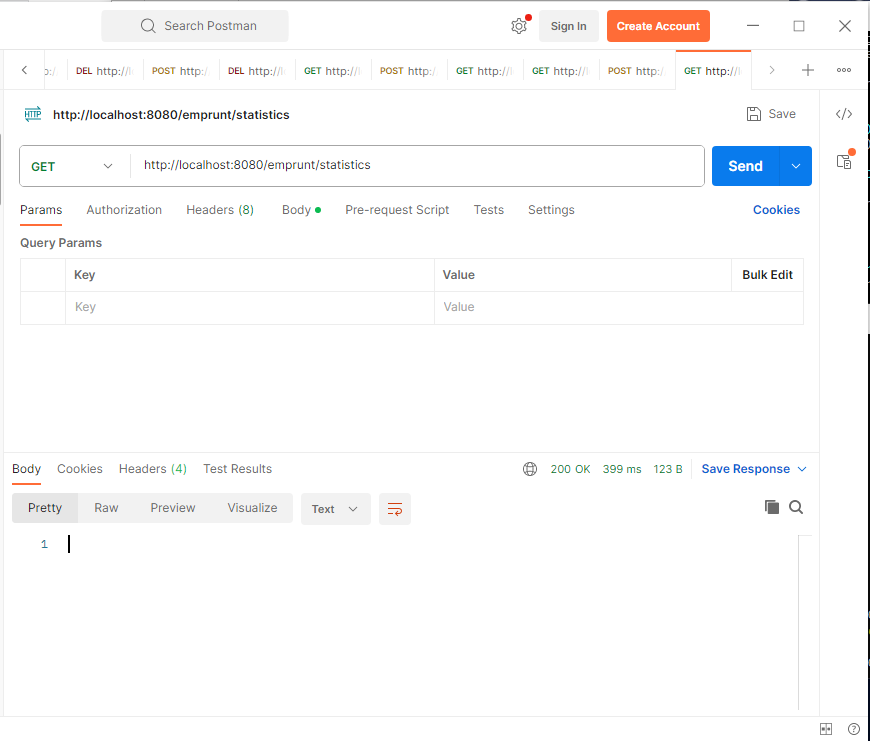 Search Postman Sign In Create Account
DEL http://l POST http:/ DEL http://l GET http://l POST http:/ GET http://l GET http://l POST http:/ GET http://l
HTTP http://localhost:8080/emprunt/statistics Save </>
GET http://localhost:8080/emprunt/statistics Send
Params Authorization Headers (8) Body Pre-request Script Tests Settings Cookies
Query Params
Key Value Bulk Edit
Key Value
Body Cookies Headers (4) Test Results 200 OK 399 ms 123 B Save Response
Pretty Raw Preview Visualize Text
1